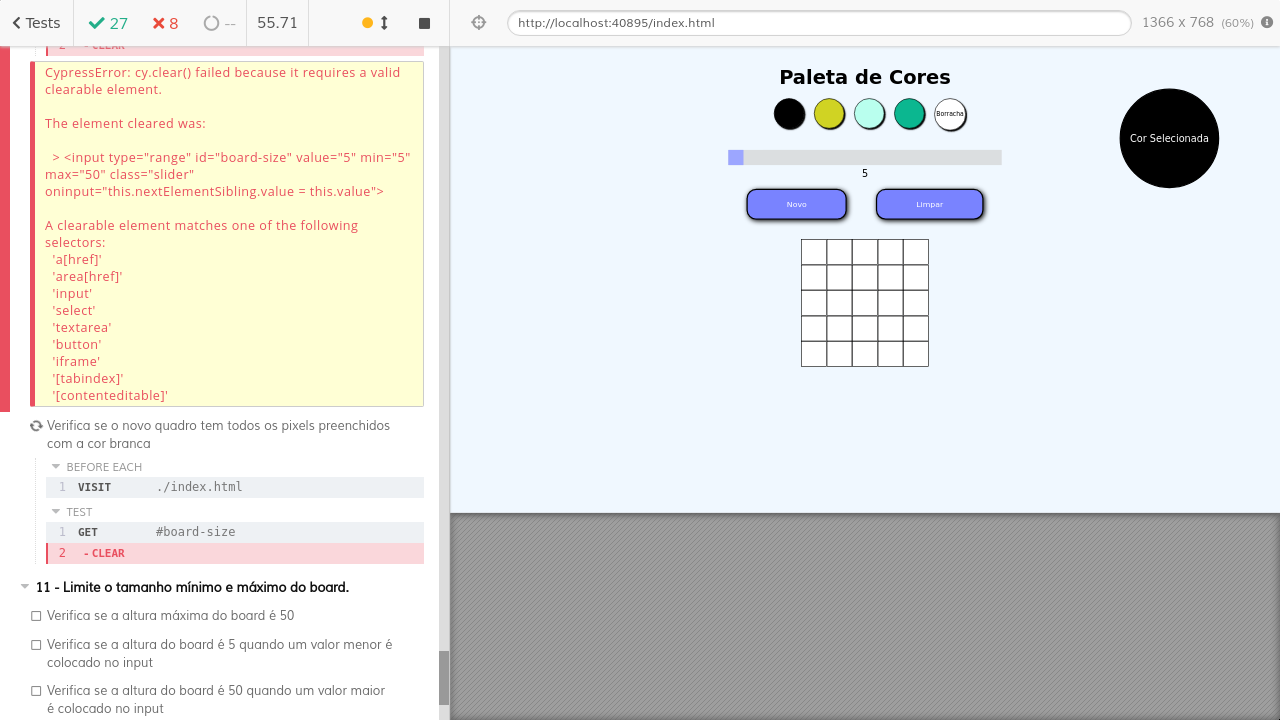 Tests
27
8
--
55.71
http://localhost:40895/index.html
1366 x 768 (60%)
2 - CLEAR
CypressError: cy.clear() failed because it requires a valid
clearable element.
The element cleared was:
> <input type="range" id="board-size" value="5" min="5"
max="50" class="slider"
oninput="this.nextElementSibling.value = this.value">
A clearable element matches one of the following
selectors:
'a[href]'
'area[href]'
'input'
'select'
'textarea'
'button'
'iframe'
'[tabindex]'
'[contenteditable]'
Verifica se o novo quadro tem todos os pixels preenchidos
com a cor branca
BEFORE EACH
1 VISIT ./index.html
TEST
1 GET #board-size
2 - CLEAR
11 - Limite o tamanho mínimo e máximo do board.
Verifica se a altura máxima do board é 50
Verifica se a altura do board é 5 quando um valor menor é
colocado no input
Verifica se a altura do board é 50 quando um valor maior
é colocado no input
Paleta de Cores
Borracha
Cor Selecionada
5
Novo
Limpar